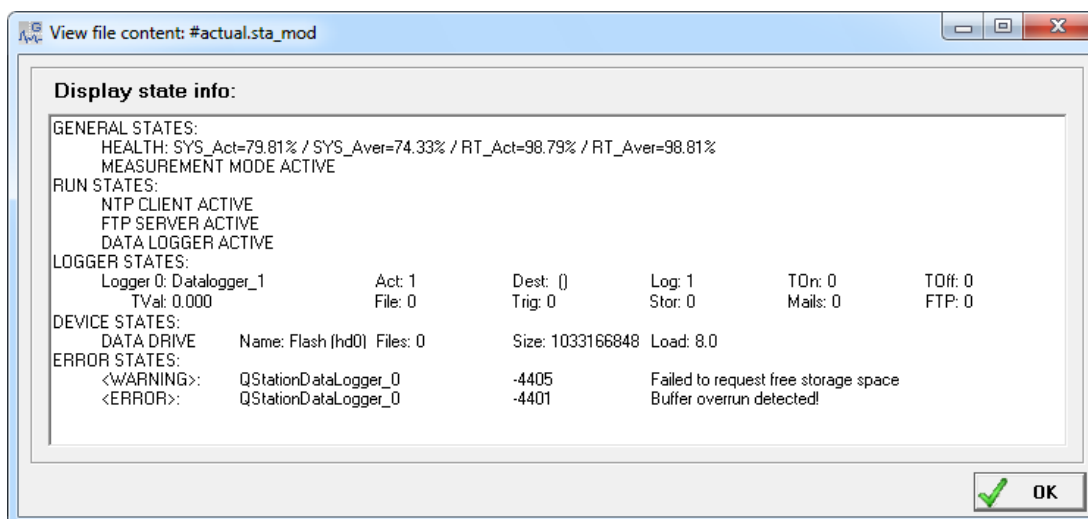 View file content: #actual.sta_mod
Display state info:
GENERAL STATES:
HEALTH: SYS_Act=79.81% / SYS_Aver=74.33% / RT_Act=98.79% / RT_Aver=98.81%
MEASUREMENT MODE ACTIVE
RUN STATES:
NTP CLIENT ACTIVE
FTP SERVER ACTIVE
DATA LOGGER ACTIVE
LOGGER STATES:
Logger 0: Datalogger_1 Act: 1 Dest: () Log: 1 TOn: 0 TOff: 0
TVal: 0.000 File: 0 Trig: 0 Stor: 0 Mails: 0 FTP: 0
DEVICE STATES:
DATA DRIVE Name: Flash (hd0) Files: 0 Size: 1033166848 Load: 8.0
ERROR STATES:
<WARNING>: QStationDataLogger_0 -4405 Failed to request free storage space
<ERROR>: QStationDataLogger_0 -4401 Buffer overrun detected!
OK